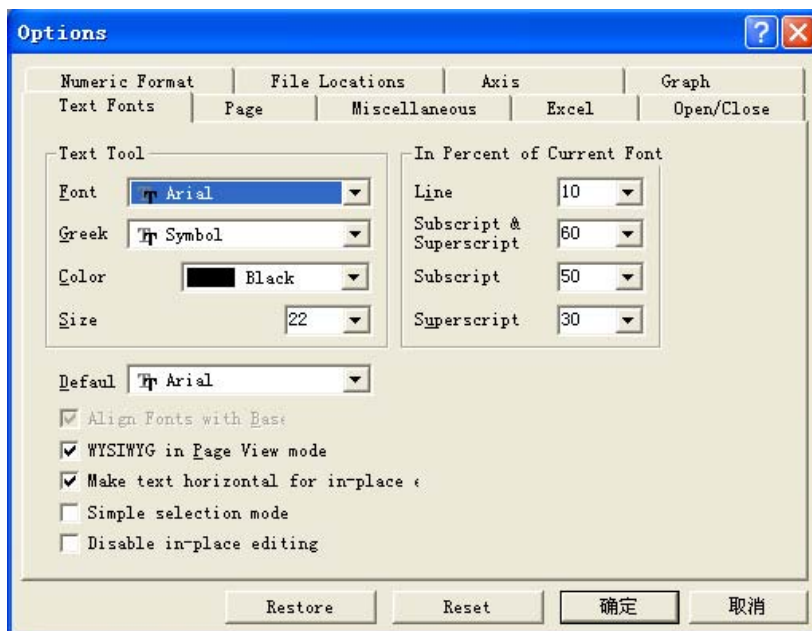 Options
Numeric Format File Locations Axis Graph
Text Fonts Page Miscellaneous Excel Open/Close
Text Tool
Font Arial
Greek Symbol
Color Black
Size 22
In Percent of Current Font
Line 10
Subscript & Superscript 60
Subscript 50
Superscript 30
Defaul Arial
Align Fonts with Base
WYSIWYG in Page View mode
Make text horizontal for in-place e
Simple selection mode
Disable in-place editing
Restore Reset 确定 取消